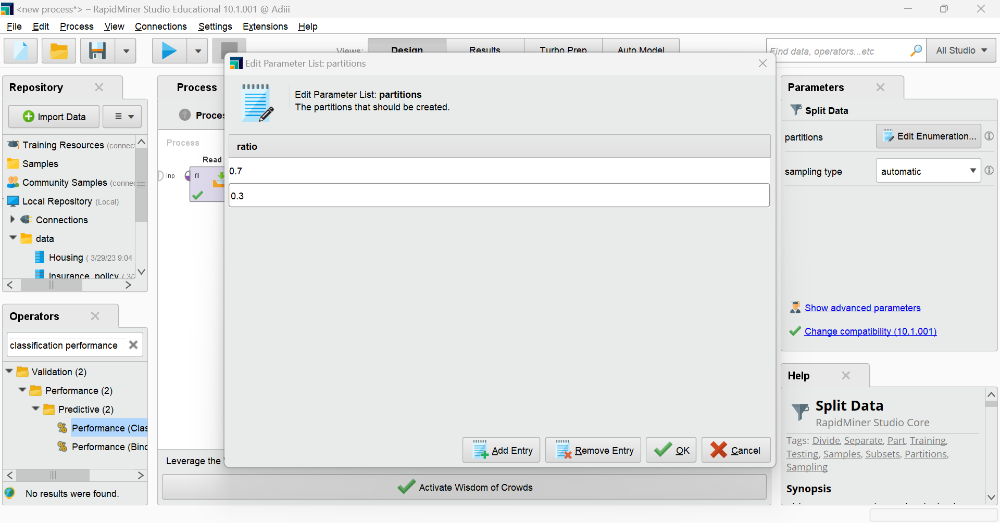 <new process*> – RapidMiner Studio Educational 10.1.001 @ Adiii
File Edit Process View Connections Settings Extensions Help
Views: Design Results Turbo Prep Auto Model
Find data, operators...etc
All Studio
Edit Parameter List: partitions
Repository
Import Data
Training Resources (connec
Samples
Community Samples (connec
Local Repository (Local)
Connections
data
Housing ( 3/29/23 9:04
insurance_policy ( 3/2
Operators
classification performance
Validation (2)
Performance (2)
Predictive (2)
Performance (Clas
Performance (Bino
No results were found.
Process
Proces
Process
Read
inp
fil
Leverage the
Activate Wisdom of Crowds
Edit Parameter List: partitions
The partitions that should be created.
ratio
0.7
0.3
Add Entry
Remove Entry
OK
Cancel
Parameters
Split Data
partitions
Edit Enumeration...
sampling type
automatic
Show advanced parameters
Change compatibility (10.1.001)
Help
Split Data
RapidMiner Studio Core
Tags: Divide, Separate, Part, Training,
Testing, Samples, Subsets, Partitions,
Sampling
Synopsis